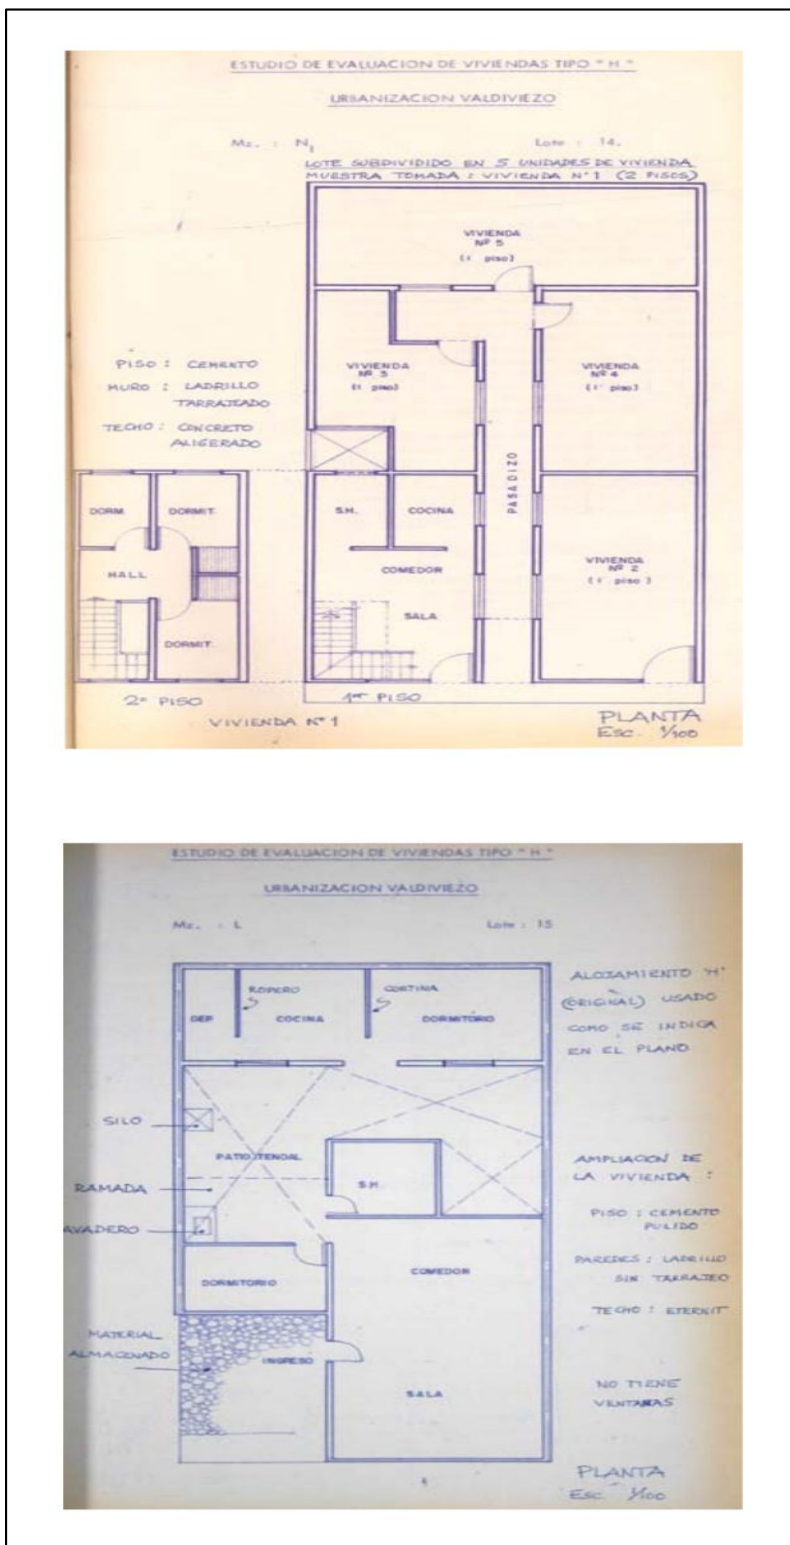 ESTUDIO DE EVALUACION DE VIVIENDAS TIPO "H"
URBANIZACION VALDIVIEZO
Mz. : N1 Lote : 14.
LOTE SUBDIVIDIDO EN 5 UNIDADES DE VIVIENDA
MUESTRA TOMADA : VIVIENDA Nº 1 (2 PISOS)
VIVIENDA
Nº 5
(1 piso)
PISO : CEMENTO
MURO : LADRILLO
TARRAJEADO
TECHO : CONCRETO
ALIGERADO
VIVIENDA
Nº 3
(1 piso)
VIVIENDA
Nº 4
(1 piso)
PASADIZO
DORM.
DORMIT.
HALL
DORMIT.
S.H.
COCINA
COMEDOR
SALA
VIVIENDA
Nº 2
(1 piso)
2º PISO
1er PISO
VIVIENDA Nº 1
PLANTA
ESC. 1/100
ESTUDIO DE EVALUACION DE VIVIENDAS TIPO "H"
URBANIZACION VALDIVIEZO
Mz. : L Lote : 15
ROPERO
CORTINA
DEP.
COCINA
DORMITORIO
ALOJAMIENTO 'H'
(ORIGINAL) USADO
COMO SE INDICA
EN EL PLANO
SILO
PATIO TENDAL
RAMADA
S.H.
AVADERO
AMPLIACION DE
LA VIVIENDA :
PISO : CEMENTO
PULIDO
PAREDES : LADRILLO
SIN TARRAJEO
TECHO : ETERNIT
DORMITORIO
COMEDOR
MATERIAL
ALMACENADO
INGRESO
SALA
NO TIENE
VENTANAS
PLANTA
ESC. 1/100